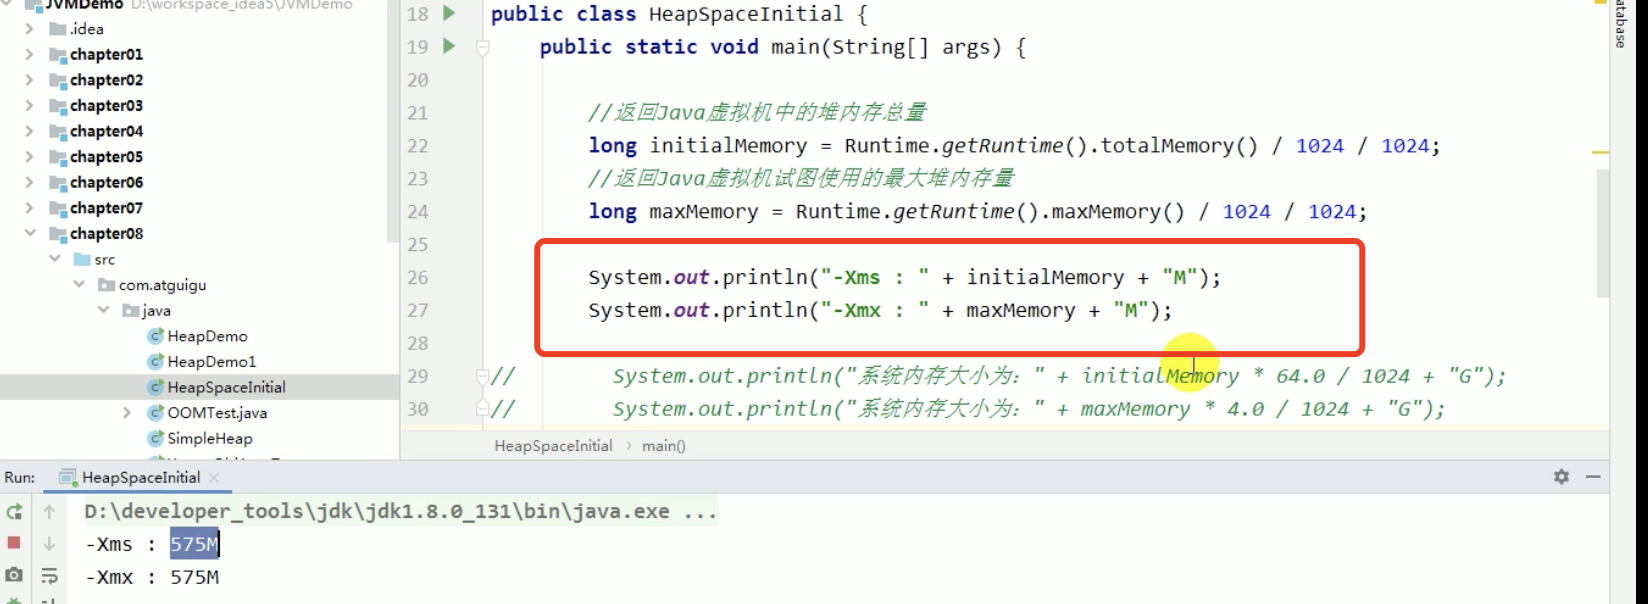 JVMDemo D:\workspace_idea5\JVMDemo
.idea
chapter01
chapter02
chapter03
chapter04
chapter05
chapter06
chapter07
chapter08
src
com.atguigu
java
HeapDemo
HeapDemo1
HeapSpaceInitial
OOMTest.java
SimpleHeap
18 public class HeapSpaceInitial {
19 public static void main(String[] args) {
20
21 //返回Java虚拟机中的堆内存总量
22 long initialMemory = Runtime.getRuntime().totalMemory() / 1024 / 1024;
23 //返回Java虚拟机试图使用的最大堆内存量
24 long maxMemory = Runtime.getRuntime().maxMemory() / 1024 / 1024;
25
26 System.out.println("-Xms : " + initialMemory + "M");
27 System.out.println("-Xmx : " + maxMemory + "M");
28
29 // System.out.println("系统内存大小为：" + initialMemory * 64.0 / 1024 + "G");
30 // System.out.println("系统内存大小为：" + maxMemory * 4.0 / 1024 + "G");
HeapSpaceInitial › main()
atabase
Run: HeapSpaceInitial ×
D:\developer_tools\jdk\jdk1.8.0_131\bin\java.exe ...
-Xms : 575M
-Xmx : 575M